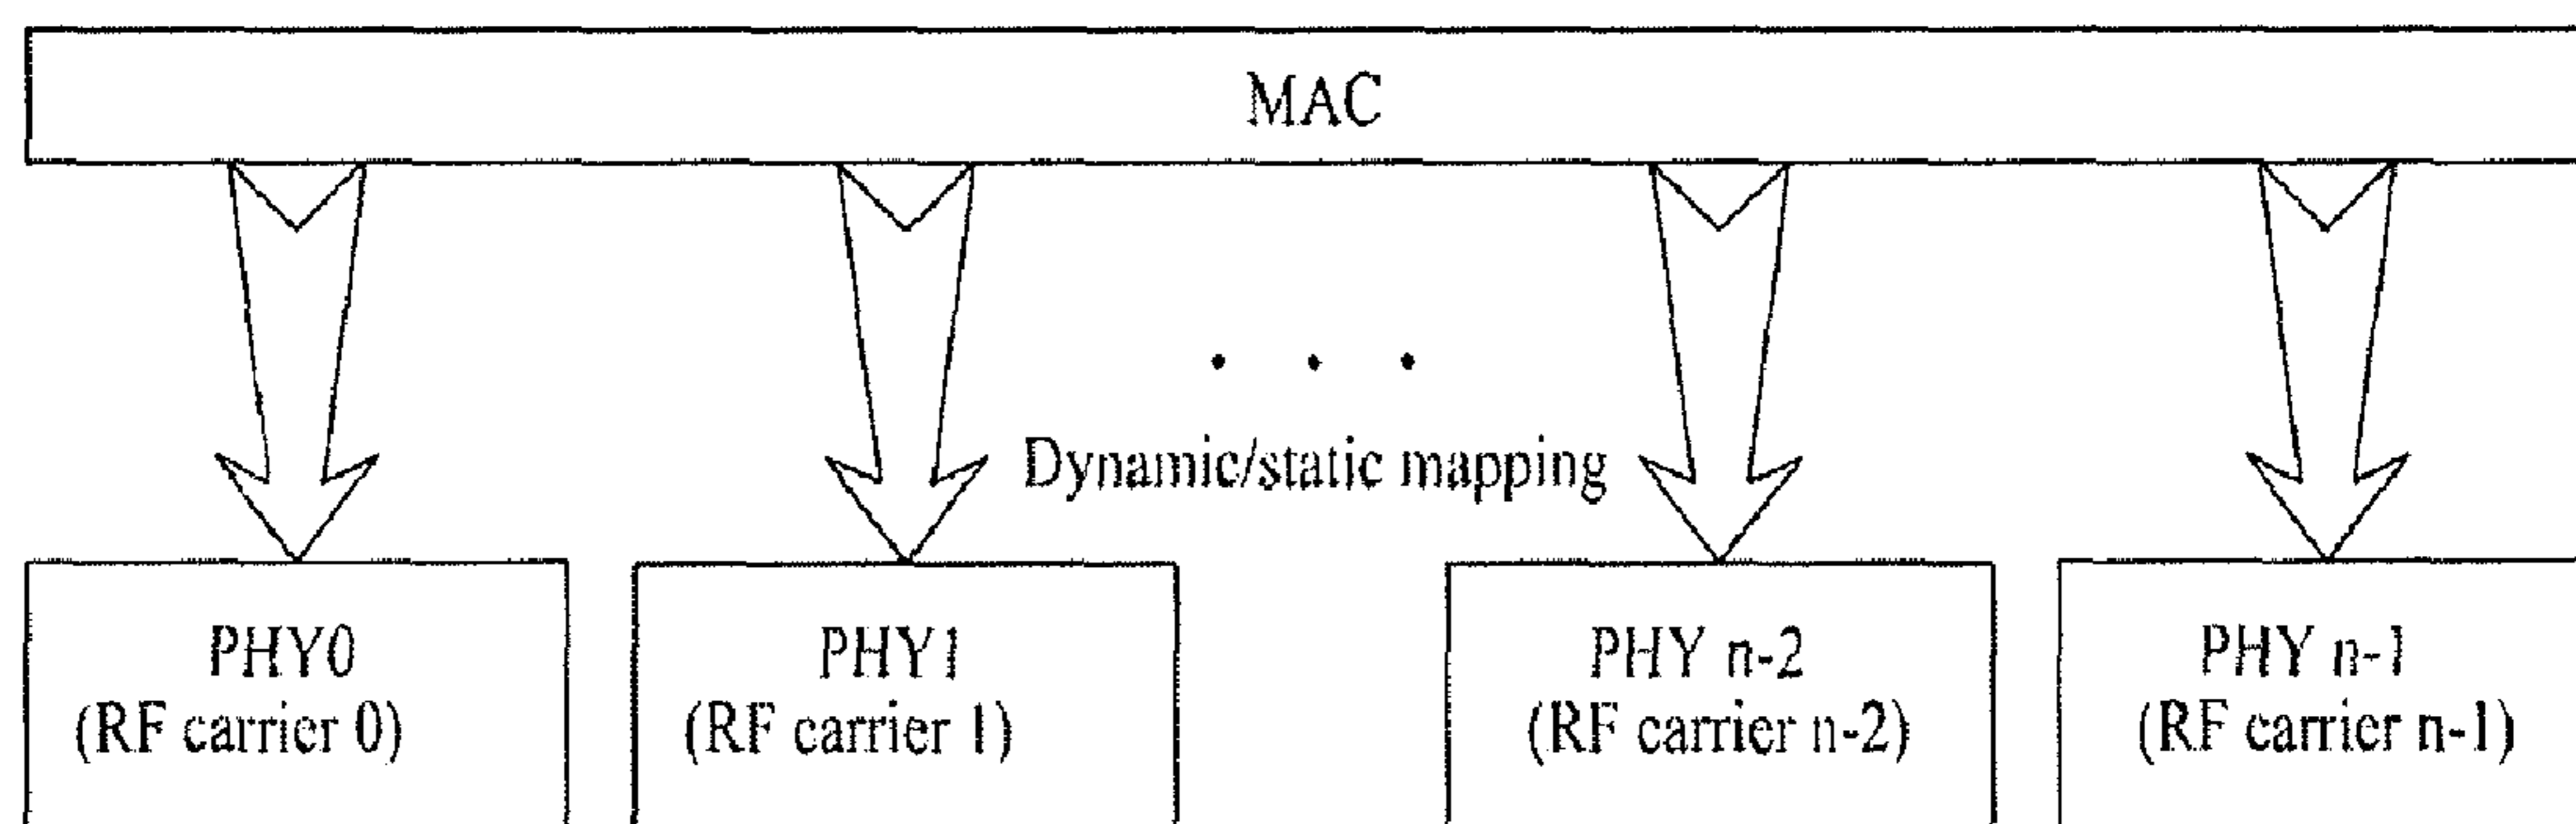 MAC
. . .
Dynamic/static mapping
PHY0
(RF carrier 0)
PHY1
(RF carrier 1)
PHY n-2
(RF carrier n-2)
PHY n-1
(RF carrier n-1)